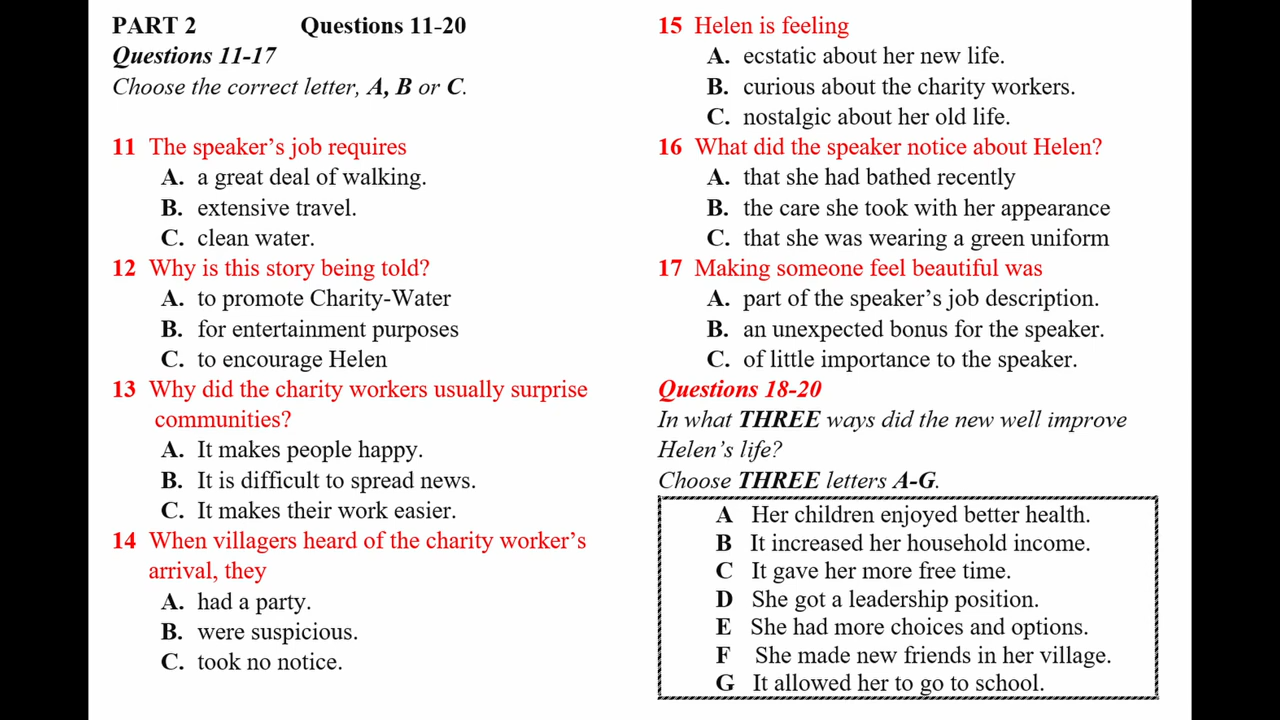 PART 2 Questions 11-20
Questions 11-17
Choose the correct letter, A, B or C.
11 The speaker's job requires
A. a great deal of walking.
B. extensive travel.
C. clean water.
12 Why is this story being told?
A. to promote Charity-Water
B. for entertainment purposes
C. to encourage Helen
13 Why did the charity workers usually surprise
communities?
A. It makes people happy.
B. It is difficult to spread news.
C. It makes their work easier.
14 When villagers heard of the charity worker's
arrival, they
A. had a party.
B. were suspicious.
C. took no notice.
15 Helen is feeling
A. ecstatic about her new life.
B. curious about the charity workers.
C. nostalgic about her old life.
16 What did the speaker notice about Helen?
A. that she had bathed recently
B. the care she took with her appearance
C. that she was wearing a green uniform
17 Making someone feel beautiful was
A. part of the speaker's job description.
B. an unexpected bonus for the speaker.
C. of little importance to the speaker.
Questions 18-20
In what THREE ways did the new well improve
Helen's life?
Choose THREE letters A-G.
A Her children enjoyed better health.
B It increased her household income.
C It gave her more free time.
D She got a leadership position.
E She had more choices and options.
F She made new friends in her village.
G It allowed her to go to school.